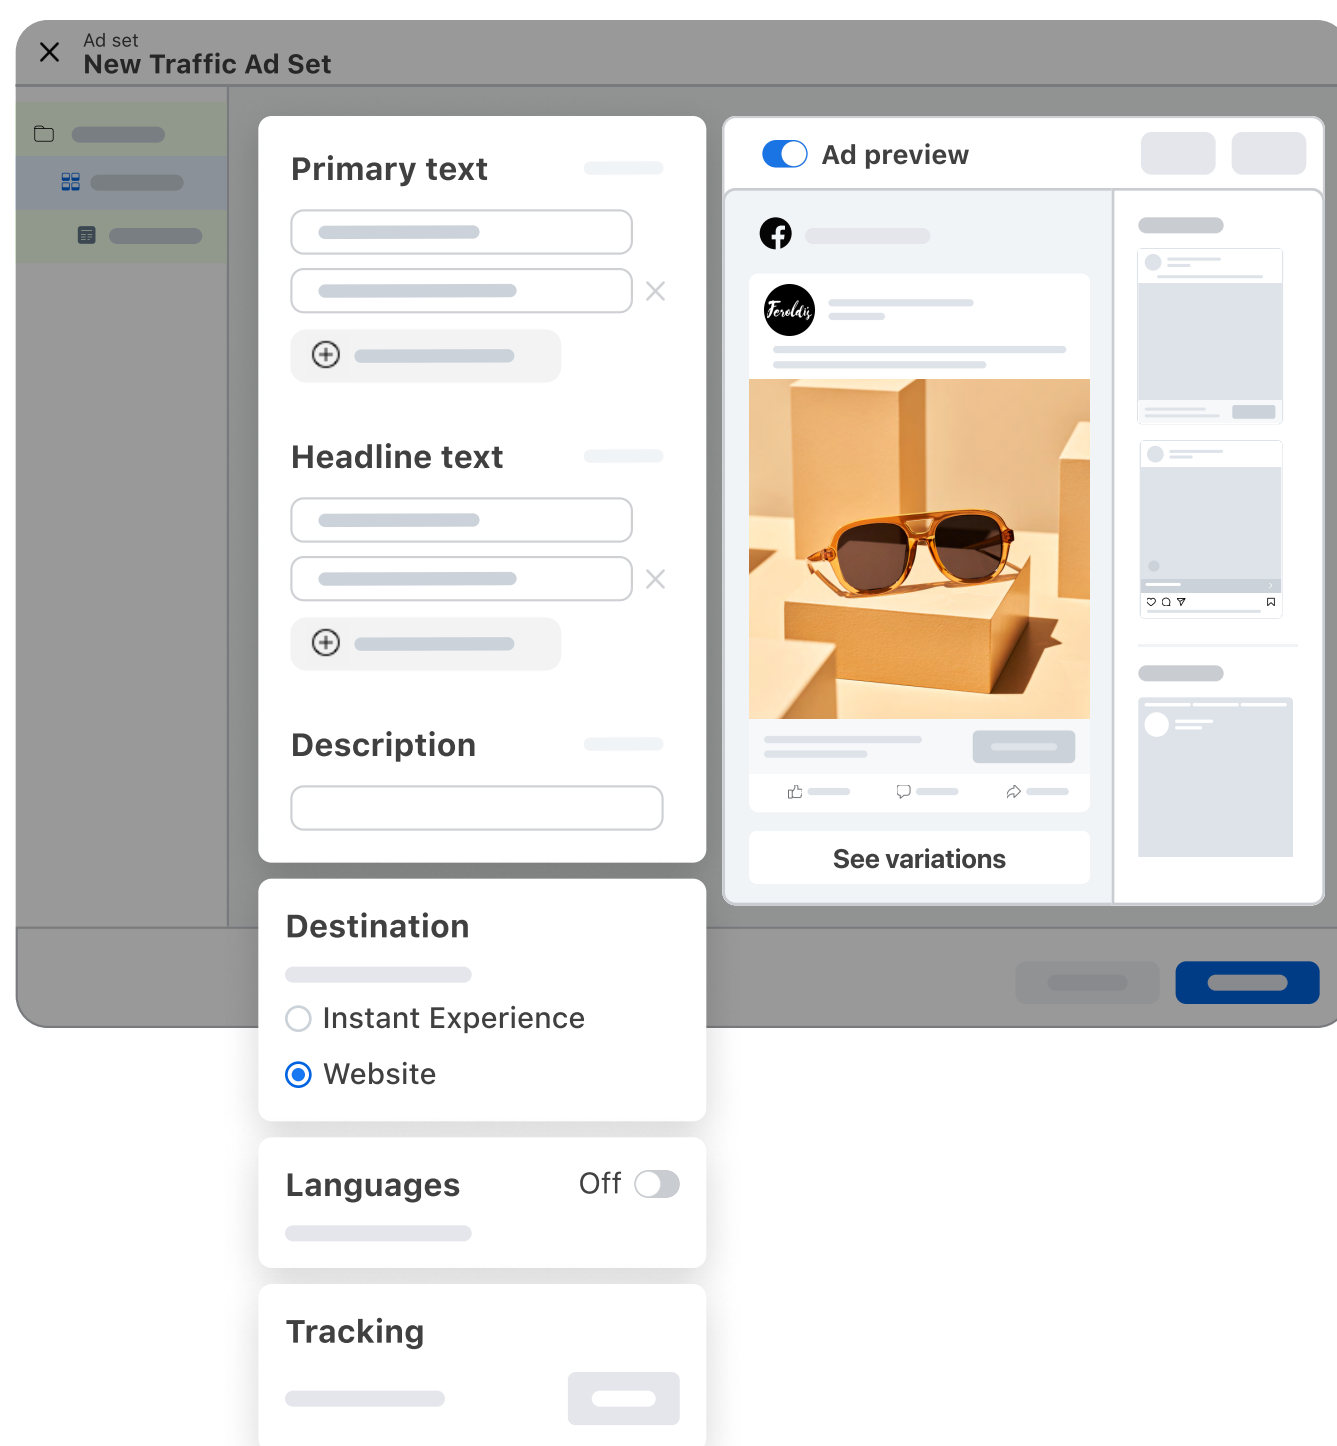 Ad set
New Traffic Ad Set
Primary text
Headline text
Description
Destination
Instant Experience
Website
Languages
Off
Tracking
Ad preview
Feroldi's
See variations